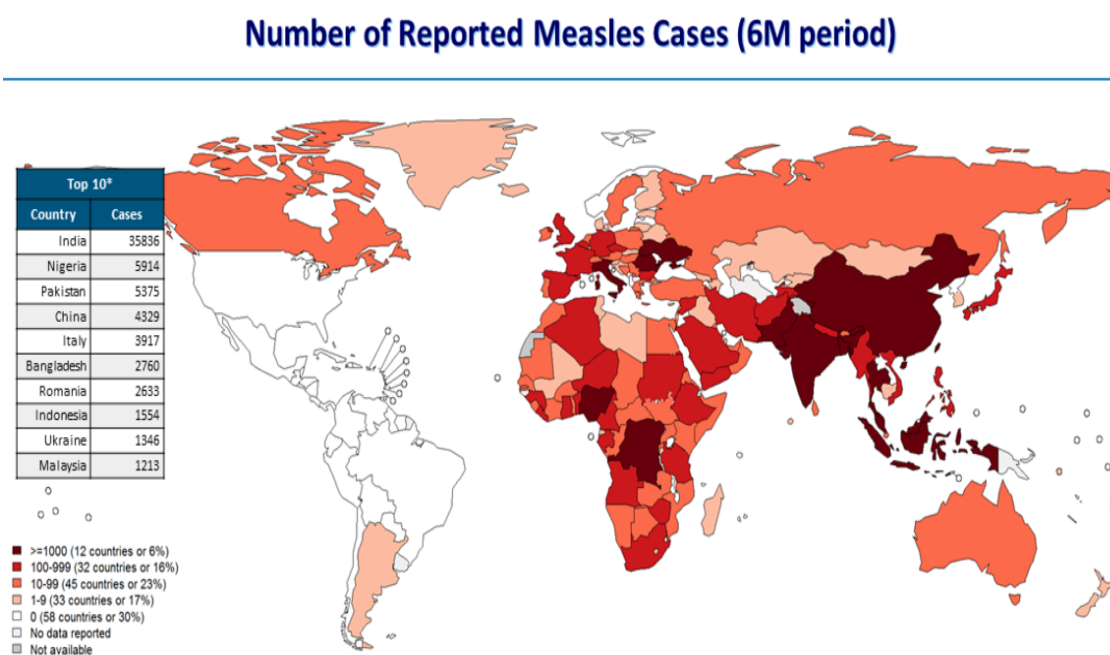 Number of Reported Measles Cases (6M period)
Top 10*
Country Cases
India 35836
Nigeria 5914
Pakistan 5375
China 4329
Italy 3917
Bangladesh 2760
Romania 2633
Indonesia 1554
Ukraine 1346
Malaysia 1213
>=1000 (12 countries or 6%)
100-999 (32 countries or 16%)
10-99 (45 countries or 23%)
1-9 (33 countries or 17%)
0 (58 countries or 30%)
No data reported
Not available